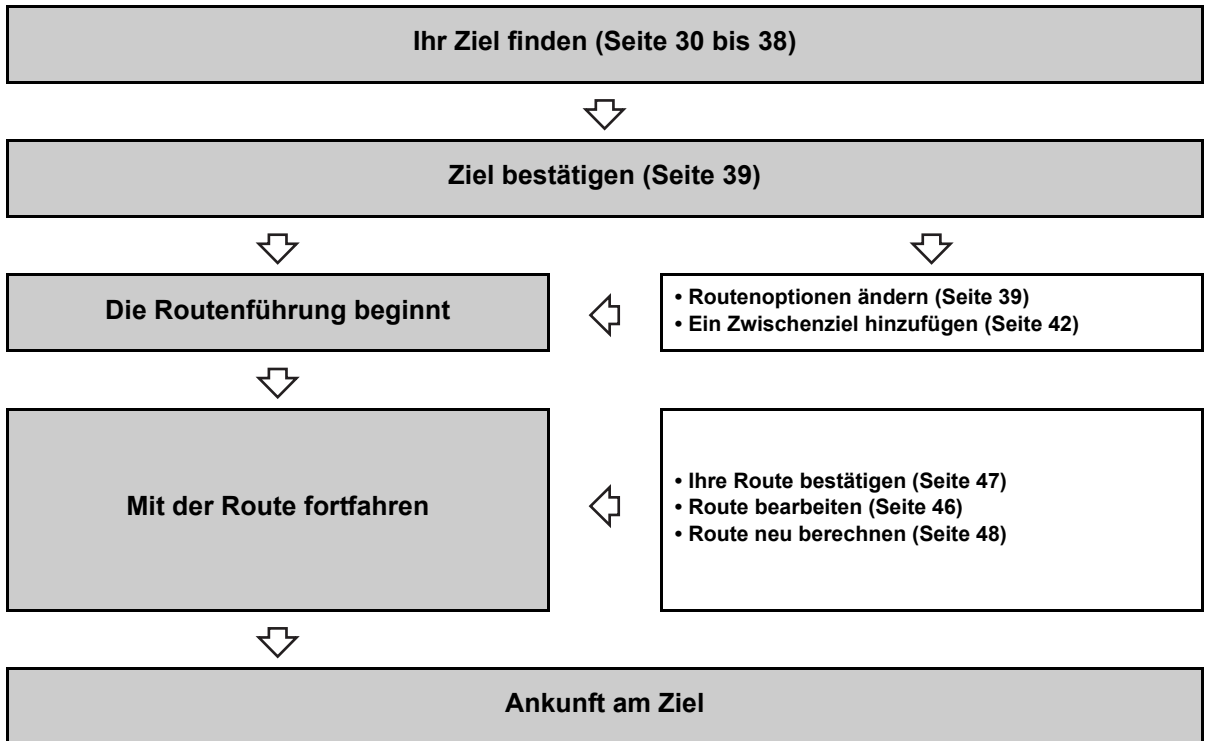 Ihr Ziel finden (Seite 30 bis 38)
Ziel bestätigen (Seite 39)
Die Routenführung beginnt
• Routenoptionen ändern (Seite 39)
• Ein Zwischenziel hinzufügen (Seite 42)
Mit der Route fortfahren
• Ihre Route bestätigen (Seite 47)
• Route bearbeiten (Seite 46)
• Route neu berechnen (Seite 48)
Ankunft am Ziel